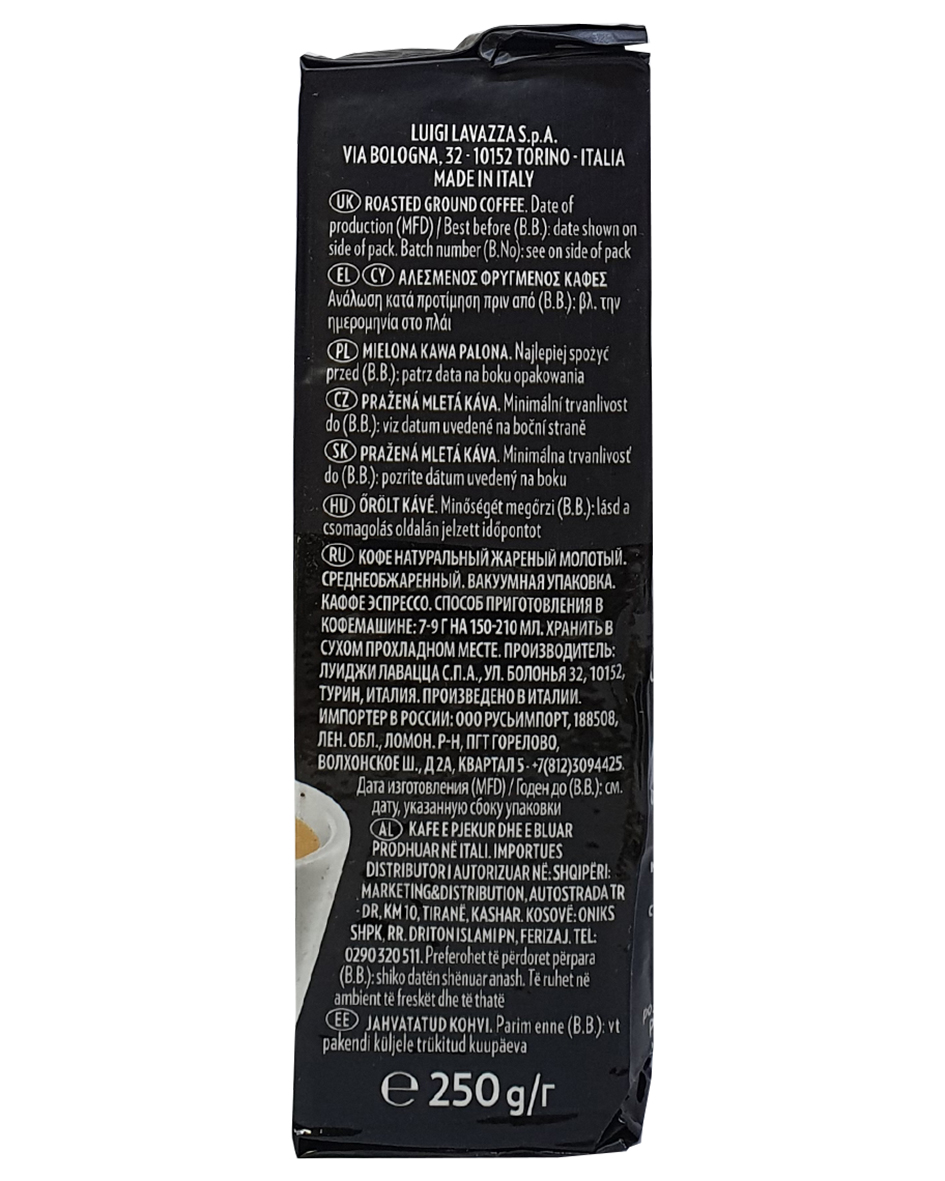 LUIGI LAVAZZA S.p.A.
VIA BOLOGNA, 32 - 10152 TORINO - ITALIA
MADE IN ITALY
UK ROASTED GROUND COFFEE. Date of
production (MFD) / Best before (B.B.): date shown on
side of pack. Batch number (B.No): see on side of pack
EL CY ΑΛΕΣΜΕΝΟΣ ΦΡΥΓΜΕΝΟΣ ΚΑΦΕΣ
Ανάλωση κατά προτίμηση πριν από (B.B.): βλ. την
ημερομηνία στο πλάι
PL MIELONA KAWA PALONA. Najlepiej spożyć
przed (B.B.): patrz data na boku opakowania
CZ PRAŽENÁ MLETÁ KÁVA. Minimální trvanlivost
do (B.B.): viz datum uvedené na boční straně
SK PRAŽENÁ MLETÁ KÁVA. Minimálna trvanlivosť
do (B.B.): pozrite dátum uvedený na boku
HU ŐRÖLT KÁVÉ. Minőségét megőrzi (B.B.): lásd a
csomagolás oldalán jelzett időpontot
RU КОФЕ НАТУРАЛЬНЫЙ ЖАРЕНЫЙ МОЛОТЫЙ.
СРЕДНЕОБЖАРЕННЫЙ. ВАКУУМНАЯ УПАКОВКА.
КАФФЕ ЭСПРЕССО. СПОСОБ ПРИГОТОВЛЕНИЯ В
КОФЕМАШИНЕ: 7-9 Г НА 150-210 МЛ. ХРАНИТЬ В
СУХОМ ПРОХЛАДНОМ МЕСТЕ. ПРОИЗВОДИТЕЛЬ:
ЛУИДЖИ ЛАВАЦЦА С.П.А., УЛ. БОЛОНЬЯ 32, 10152,
ТУРИН, ИТАЛИЯ. ПРОИЗВЕДЕНО В ИТАЛИИ.
ИМПОРТЕР В РОССИИ: ООО РУСЬИМПОРТ, 188508,
ЛЕН. ОБЛ., ЛОМОН. Р-Н, ПГТ ГОРЕЛОВО,
ВОЛХОНСКОЕ Ш., Д 2А, КВАРТАЛ 5 - +7(812)3094425.
Дата изготовления (MFD) / Годен до (B.B.): см.
дату, указанную сбоку упаковки
AL KAFE E PJEKUR DHE E BLUAR
PRODHUAR NË ITALI. IMPORTUES
DISTRIBUTOR I AUTORIZUAR NË: SHQIPËRI:
MARKETING&DISTRIBUTION, AUTOSTRADA TR
- DR, KM 10, TIRANË, KASHAR. KOSOVË: ONIKS
SHPK, RR. DRITON ISLAMI PN, FERIZAJ. TEL:
0290 320 511. Preferohet të përdoret përpara
(B.B.): shiko datën shënuar anash. Të ruhet në
ambient të freskët dhe të thatë
EE JAHVATATUD KOHVI. Parim enne (B.B.): vt
pakendi küljele trükitud kuupäeva
℮ 250 g/г